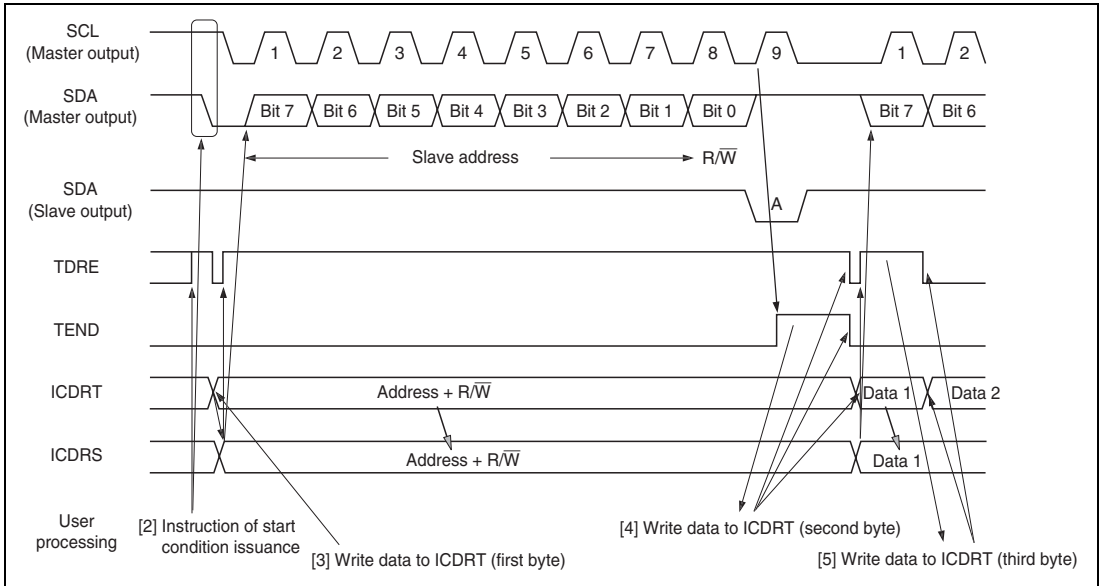 SCL
(Master output)
1 2 3 4 5 6 7 8 9 1 2
SDA
(Master output)
Bit 7 Bit 6 Bit 5 Bit 4 Bit 3 Bit 2 Bit 1 Bit 0 Bit 7 Bit 6
Slave address R/W̅
SDA
(Slave output)
A
TDRE
TEND
ICDRT
Address + R/W̅ Data 1 Data 2
ICDRS
Address + R/W̅ Data 1
User
processing
[2] Instruction of start
condition issuance
[3] Write data to ICDRT (first byte)
[4] Write data to ICDRT (second byte)
[5] Write data to ICDRT (third byte)